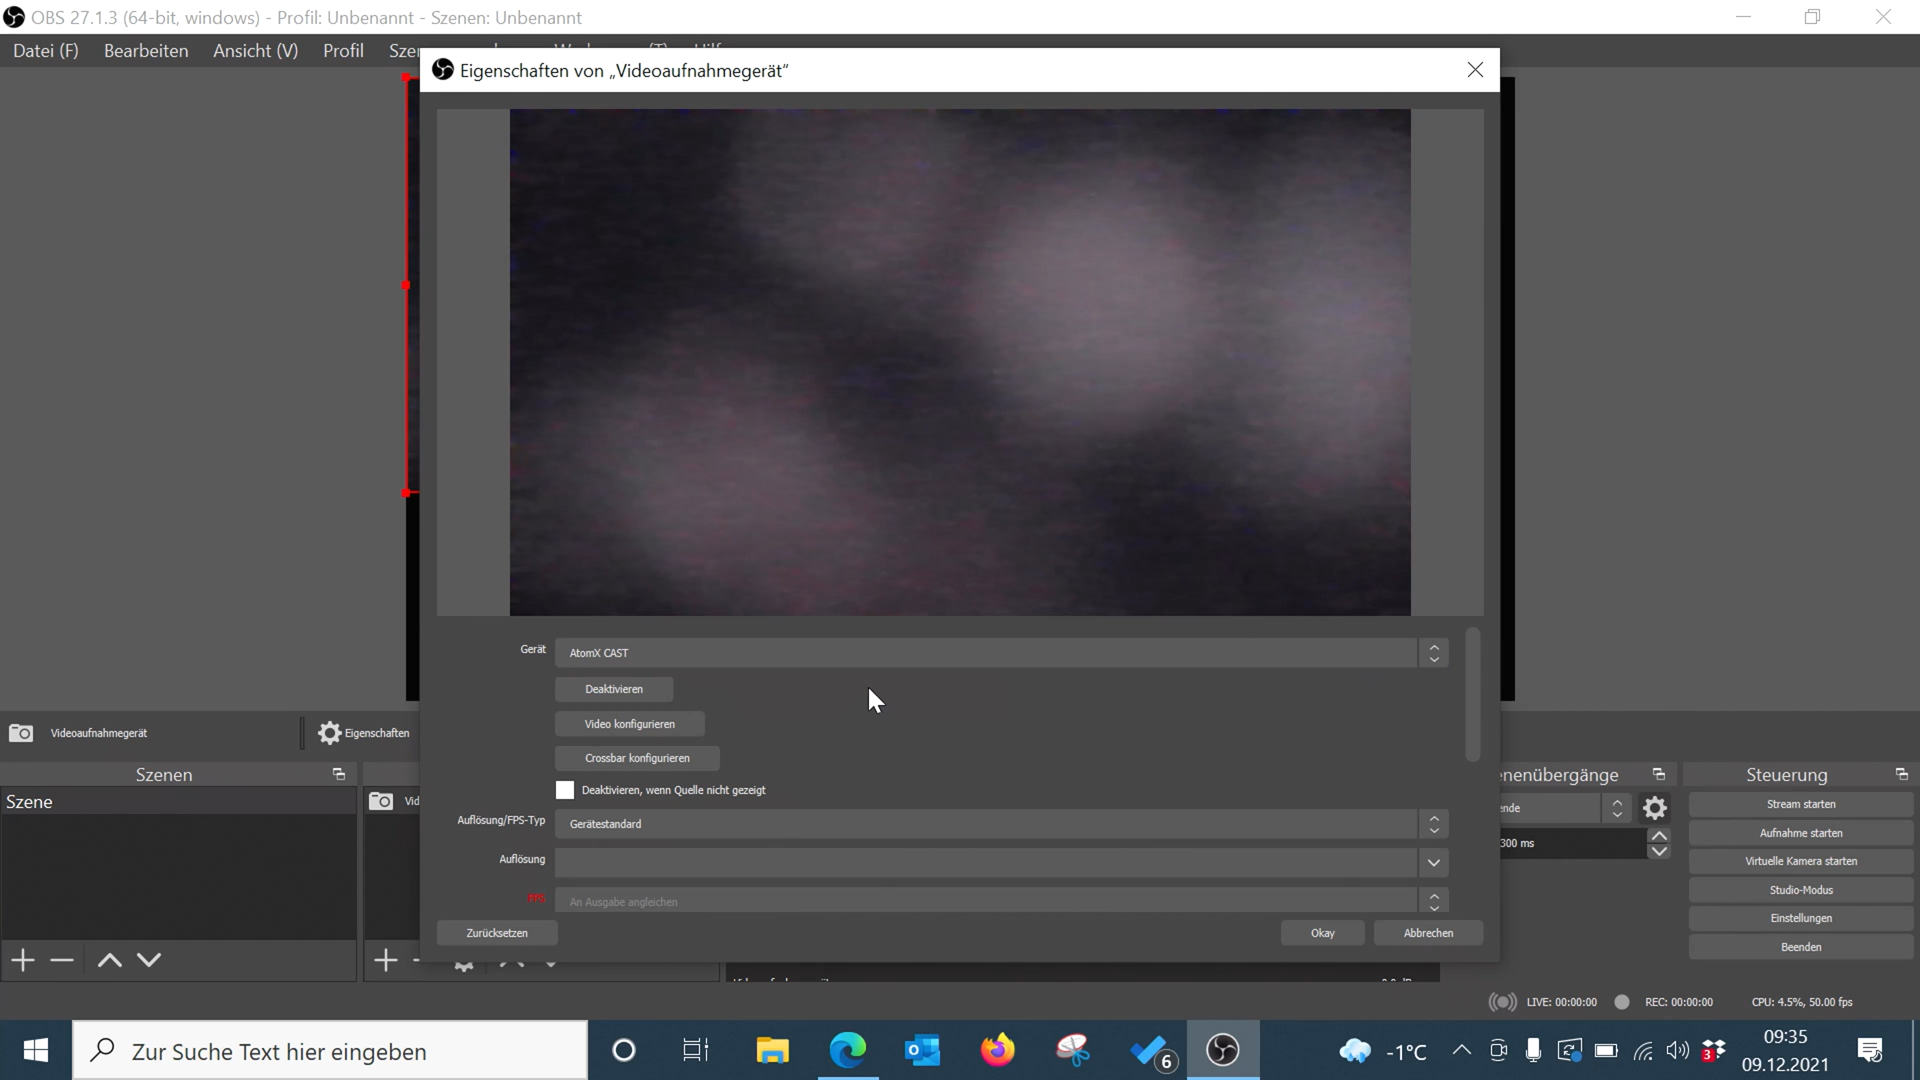 OBS 27.1.3 (64-bit, windows) - Profil: Unbenannt - Szenen: Unbenannt
Datei (F) Bearbeiten Ansicht (V) Profil
Eigenschaften von „Videoaufnahmegerät“
Gerät AtomX CAST
Deaktivieren
Video konfigurieren
Crossbar konfigurieren
Deaktivieren, wenn Quelle nicht gezeigt
Auflösung/FPS-Typ Gerätestandard
Auflösung
FPS An Ausgabe angleichen
Zurücksetzen Okay Abbrechen
Videoaufnahmegerät Eigenschaften
Szenen
Szene
300 ms
Steuerung
Stream starten
Aufnahme starten
Virtuelle Kamera starten
Studio-Modus
Einstellungen
Beenden
LIVE: 00:00:00 REC: 00:00:00 CPU: 4.5%, 50.00 fps
Zur Suche Text hier eingeben
6
-1°C
3
09:35
09.12.2021